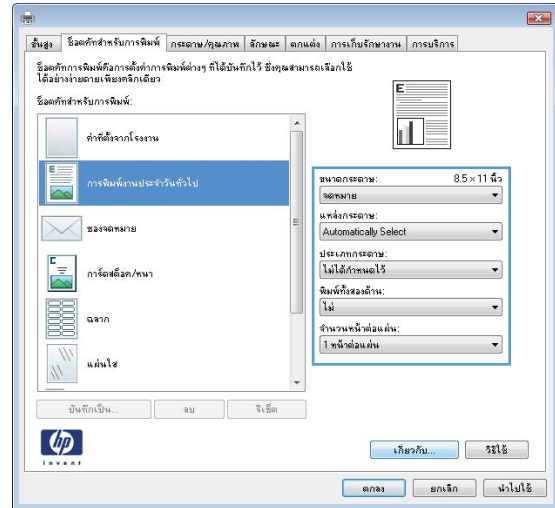 ขั้นสูง ช็อตคัทสำหรับการพิมพ์ กระดาษ/คุณภาพ ลักษณะ ตกแต่ง การเก็บรักษางาน การบริการ
ช็อตคัทการพิมพ์คือการตั้งค่าการพิมพ์ต่างๆ ที่ได้บันทึกไว้ ซึ่งคุณสามารถเลือกใช้
ได้อย่างง่ายดายเพียงคลิกเดียว
ช็อตคัทสำหรับการพิมพ์:
ค่าที่ตั้งจากโรงงาน
การพิมพ์งานประจำวันทั่วไป
ซองจดหมาย
การ์ดสต็อค/หนา
ฉลาก
แผ่นใส
บันทึกเป็น... ลบ รีเซ็ต
E
ขนาดกระดาษ: 8.5 × 11 นิ้ว
จดหมาย
แหล่งกระดาษ:
Automatically Select
ประเภทกระดาษ:
ไม่ได้กำหนดไว้
พิมพ์ทั้งสองด้าน:
ไม่
จำนวนหน้าต่อแผ่น:
1 หน้าต่อแผ่น
hp
invent
เกี่ยวกับ... วิธีใช้
ตกลง ยกเลิก นำไปใช้